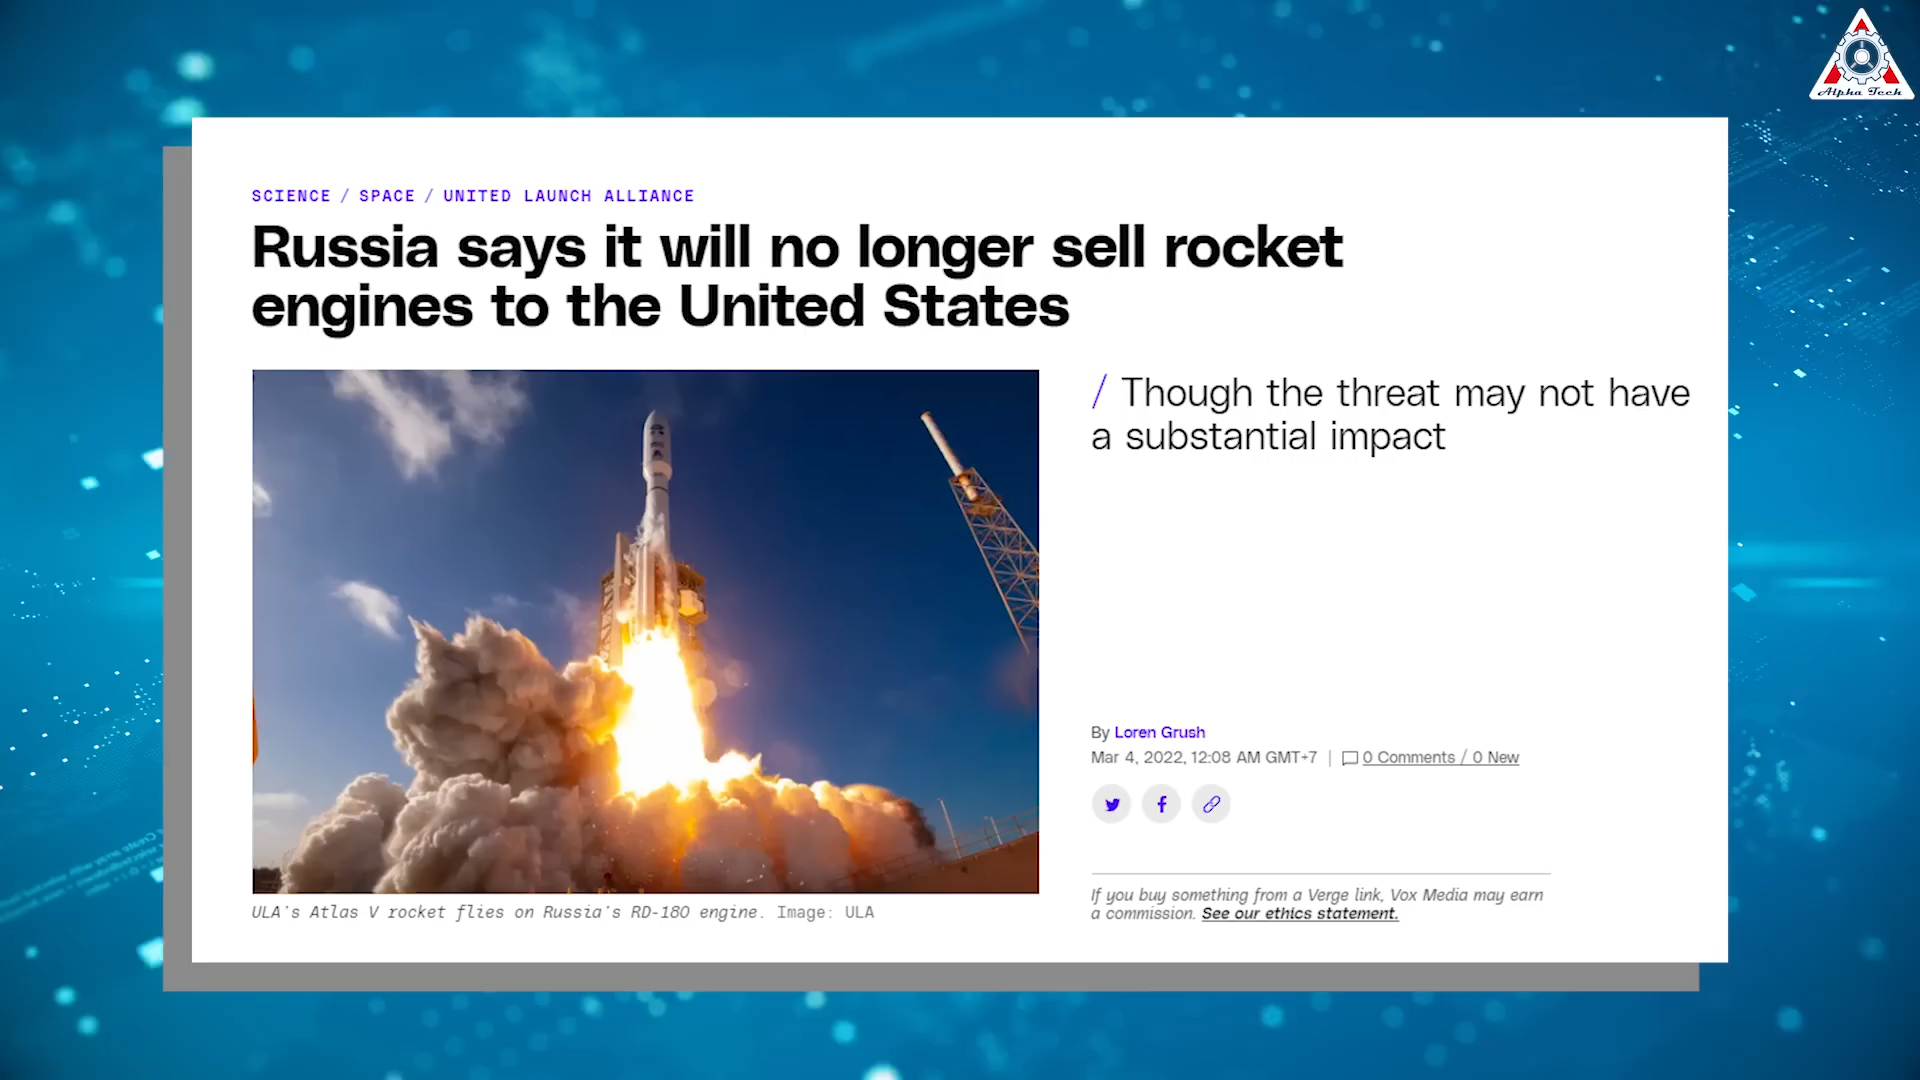 Alpha Tech
SCIENCE / SPACE / UNITED LAUNCH ALLIANCE
Russia says it will no longer sell rocket
engines to the United States
/ Though the threat may not have
a substantial impact
By Loren Grush
Mar 4, 2022, 12:08 AM GMT+7 | 0 Comments / 0 New
If you buy something from a Verge link, Vox Media may earn
a commission. See our ethics statement.
ULA's Atlas V rocket flies on Russia's RD-180 engine. Image: ULA